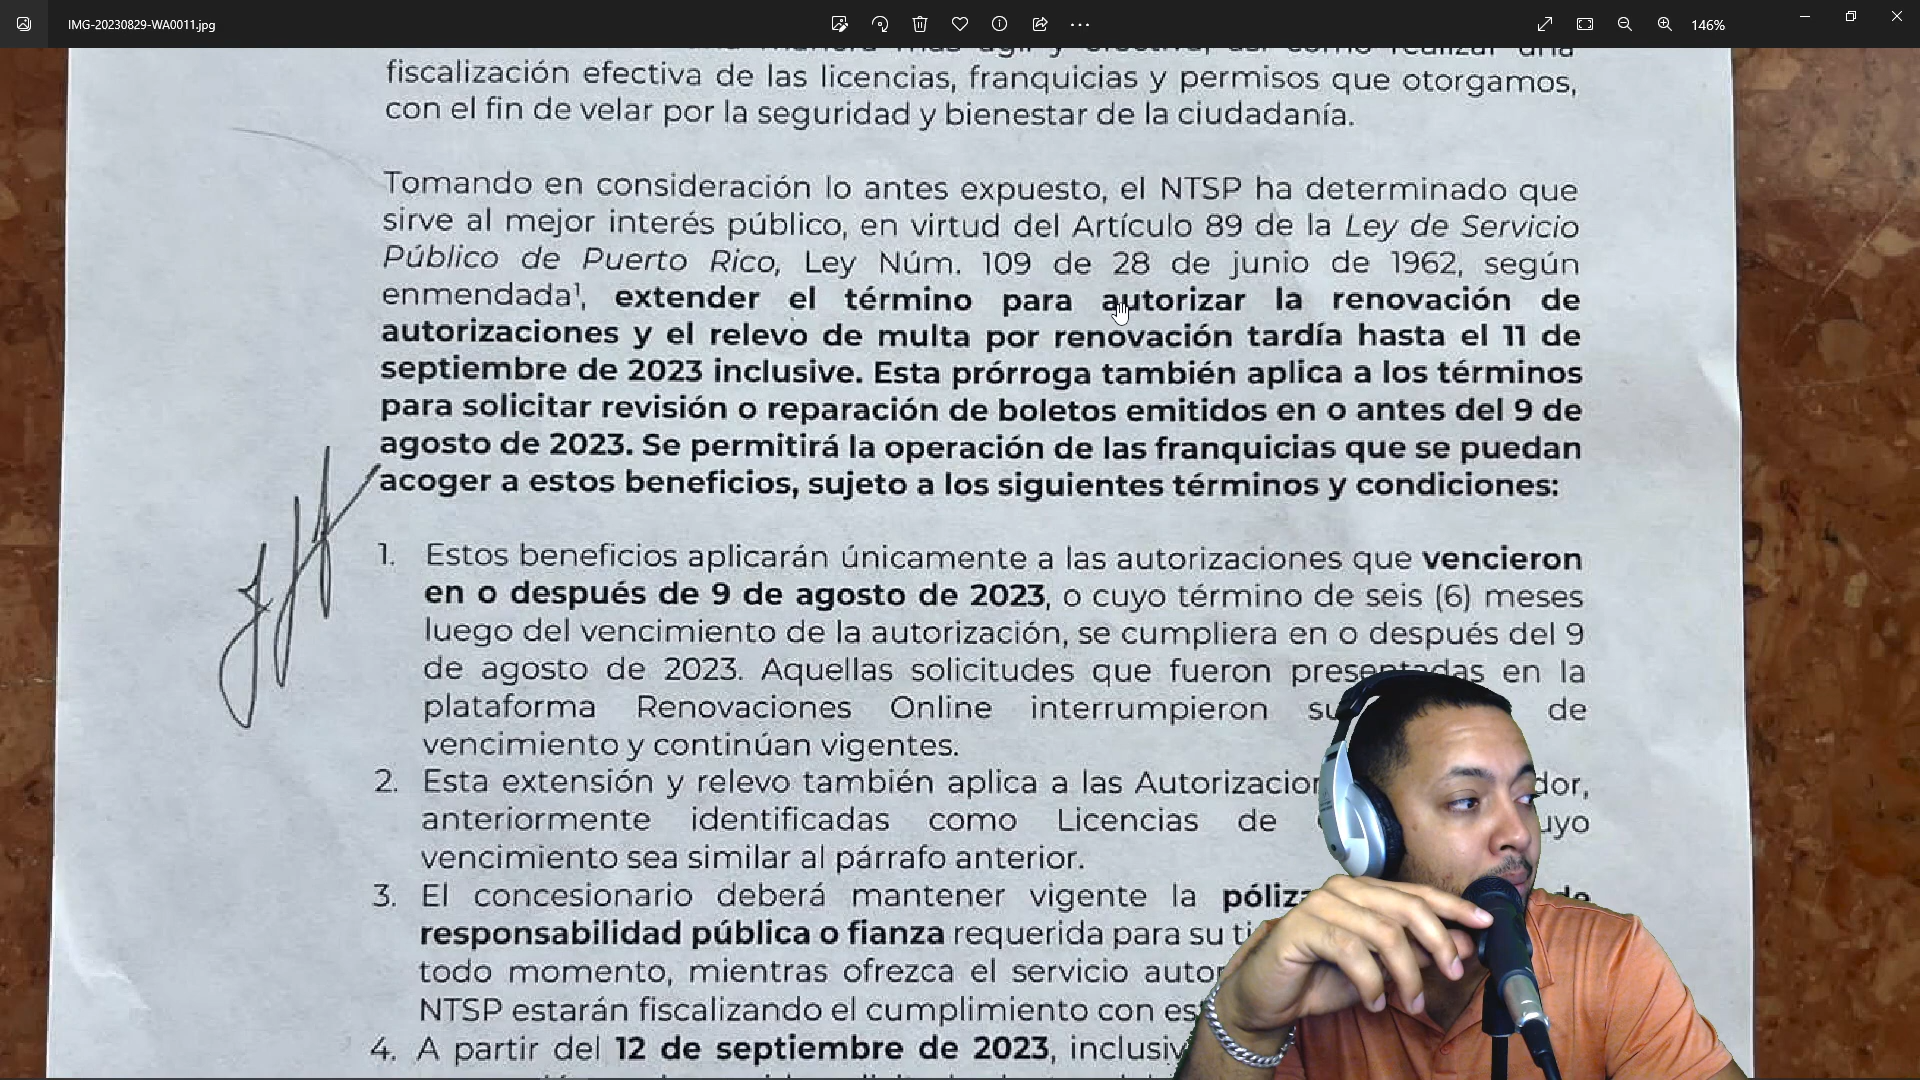 IMG-20230829-WA0011.jpg
146%
fiscalización efectiva de las licencias, franquicias y permisos que otorgamos,
con el fin de velar por la seguridad y bienestar de la ciudadanía.
Tomando en consideración lo antes expuesto, el NTSP ha determinado que
sirve al mejor interés público, en virtud del Artículo 89 de la Ley de Servicio
Público de Puerto Rico, Ley Núm. 109 de 28 de junio de 1962, según
enmendada¹, extender el término para autorizar la renovación de
autorizaciones y el relevo de multa por renovación tardía hasta el 11 de
septiembre de 2023 inclusive. Esta prórroga también aplica a los términos
para solicitar revisión o reparación de boletos emitidos en o antes del 9 de
agosto de 2023. Se permitirá la operación de las franquicias que se puedan
acoger a estos beneficios, sujeto a los siguientes términos y condiciones:
1. Estos beneficios aplicarán únicamente a las autorizaciones que vencieron
en o después de 9 de agosto de 2023, o cuyo término de seis (6) meses
luego del vencimiento de la autorización, se cumpliera en o después del 9
de agosto de 2023. Aquellas solicitudes que fueron presentadas en la
plataforma Renovaciones Online interrumpieron su de
vencimiento y continúan vigentes.
2. Esta extensión y relevo también aplica a las
anteriormente identificadas como Licencias de
vencimiento sea similar al párrafo anterior.
3. El concesionario deberá mantener vigente la
responsabilidad pública o fianza requerida para su
todo momento, mientras ofrezca el servicio
NTSP estarán fiscalizando el cumplimiento con
4. A partir del 12 de septiembre de 2023,